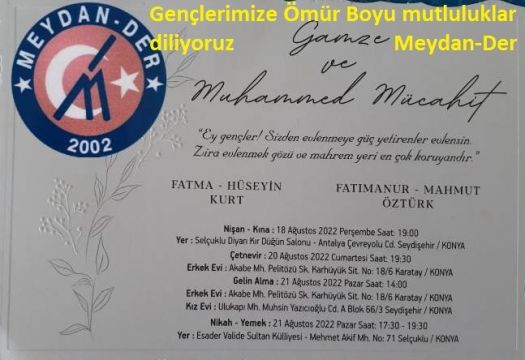 Gençlerimize Ömür Boyu mutluluklar
diliyoruz Meydan-Der
MEYDAN-DER
2002
Gamze
ve
Muhammed Mücahit
"Ey gençler! Sizden evlenmeye güç yetirenler evlensin.
Zira evlenmek gözü ve mahrem yeri en çok koruyandır."
FATMA - HÜSEYİN
KURT
FATIMANUR - MAHMUT
ÖZTÜRK
Nişan - Kına : 18 Ağustos 2022 Perşembe Saat: 19:00
Yer : Selçuklu Diyarı Kır Düğün Salonu - Antalya Çevreyolu Cd. Seydişehir / KONYA
Çetnevir : 20 Ağustos 2022 Cumartesi Saat: 19:30
Erkek Evi : Akabe Mh. Pelitözü Sk. Karhüyük Sit. No: 18/6 Karatay / KONYA
Gelin Alma : 21 Ağustos 2022 Pazar Saat: 14:00
Erkek Evi : Akabe Mh. Pelitözü Sk. Karhüyük Sit. No: 18/6 Karatay / KONYA
Kız Evi : Ulukapı Mh. Muhsin Yazıcıoğlu Cd. A Blok 66/3 Seydişehir / KONYA
Nikah - Yemek : 21 Ağustos 2022 Pazar Saat: 17:30 - 19:30
Yer : Esader Valide Sultan Külliyesi - Mehmet Akif Mh. No: 71 Selçuklu / KONYA